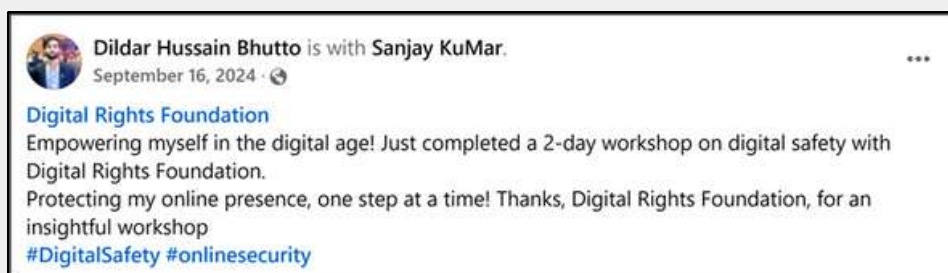 Dildar Hussain Bhutto is with Sanjay KuMar.
September 16, 2024 ·
Digital Rights Foundation
Empowering myself in the digital age! Just completed a 2-day workshop on digital safety with
Digital Rights Foundation.
Protecting my online presence, one step at a time! Thanks, Digital Rights Foundation, for an
insightful workshop
#DigitalSafety #onlinesecurity